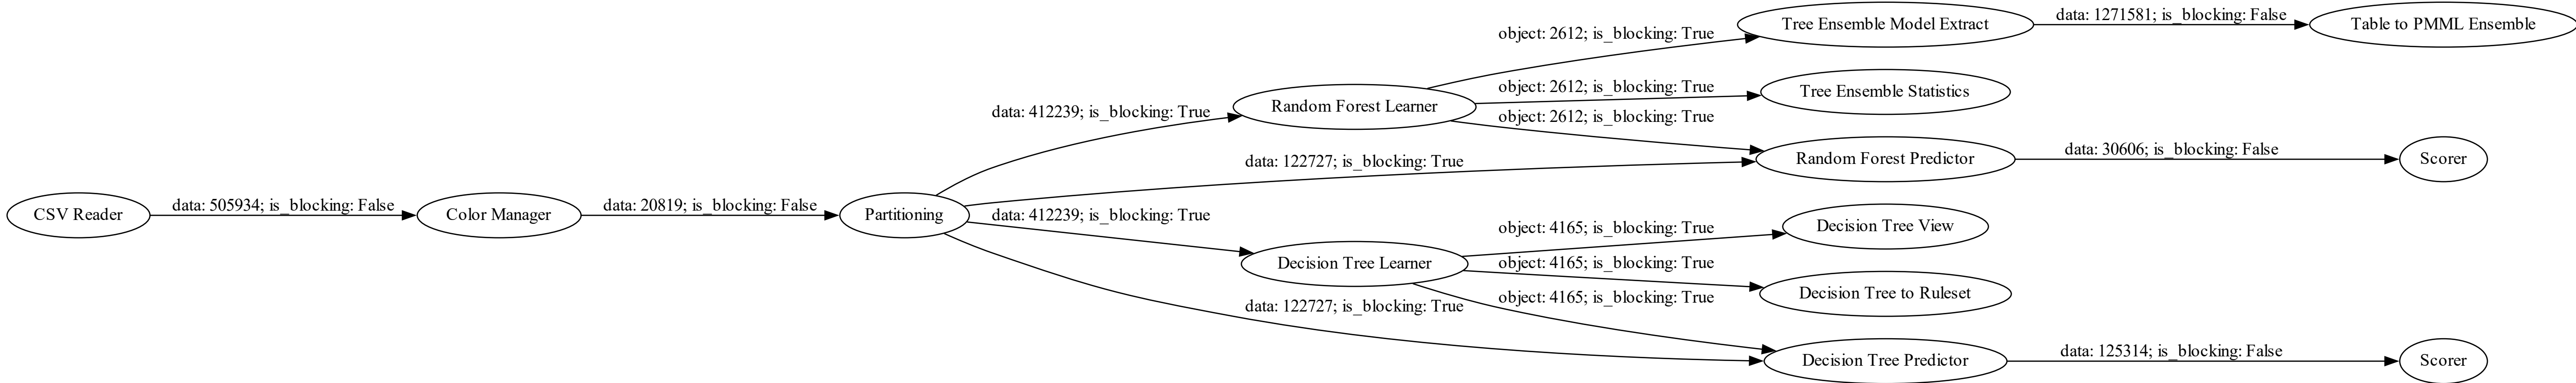 CSV Reader
data: 505934; is_blocking: False
Color Manager
data: 20819; is_blocking: False
Partitioning
data: 412239; is_blocking: True
Random Forest Learner
object: 2612; is_blocking: True
Tree Ensemble Model Extract
data: 1271581; is_blocking: False
Table to PMML Ensemble
object: 2612; is_blocking: True
Tree Ensemble Statistics
object: 2612; is_blocking: True
data: 122727; is_blocking: True
Random Forest Predictor
data: 30606; is_blocking: False
Scorer
data: 412239; is_blocking: True
Decision Tree Learner
object: 4165; is_blocking: True
Decision Tree View
object: 4165; is_blocking: True
Decision Tree to Ruleset
object: 4165; is_blocking: True
data: 122727; is_blocking: True
Decision Tree Predictor
data: 125314; is_blocking: False
Scorer